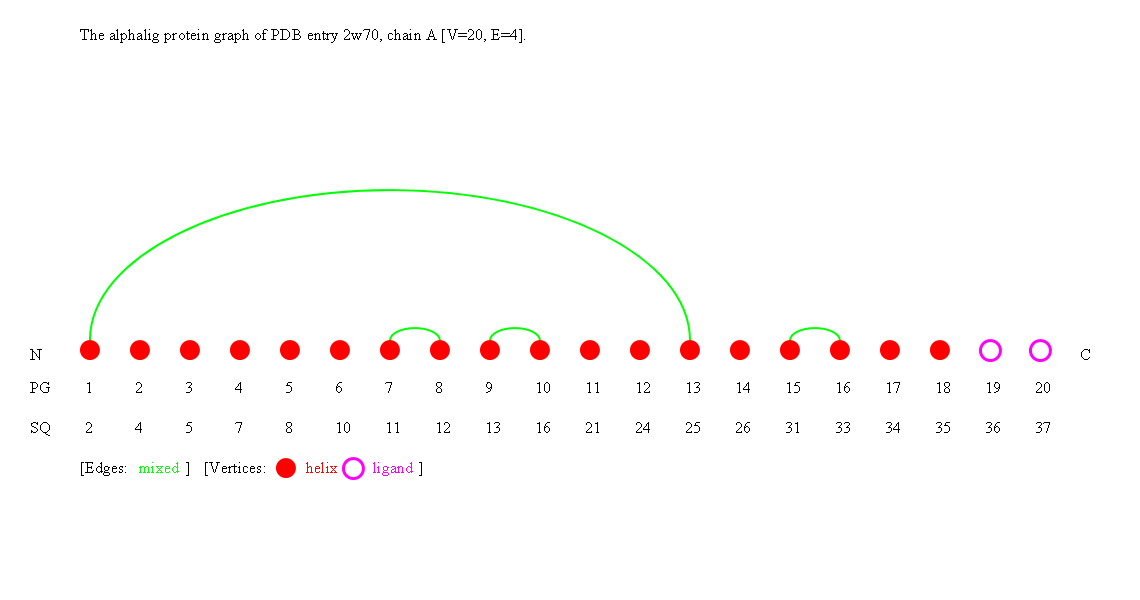 The alphalig protein graph of PDB entry 2w70, chain A [V=20, E=4].
N C
PG 1 2 3 4 5 6 7 8 9 10 11 12 13 14 15 16 17 18 19 20
SQ 2 4 5 7 8 10 11 12 13 16 21 24 25 26 31 33 34 35 36 37
[Edges: mixed ] [Vertices: helix ligand ]